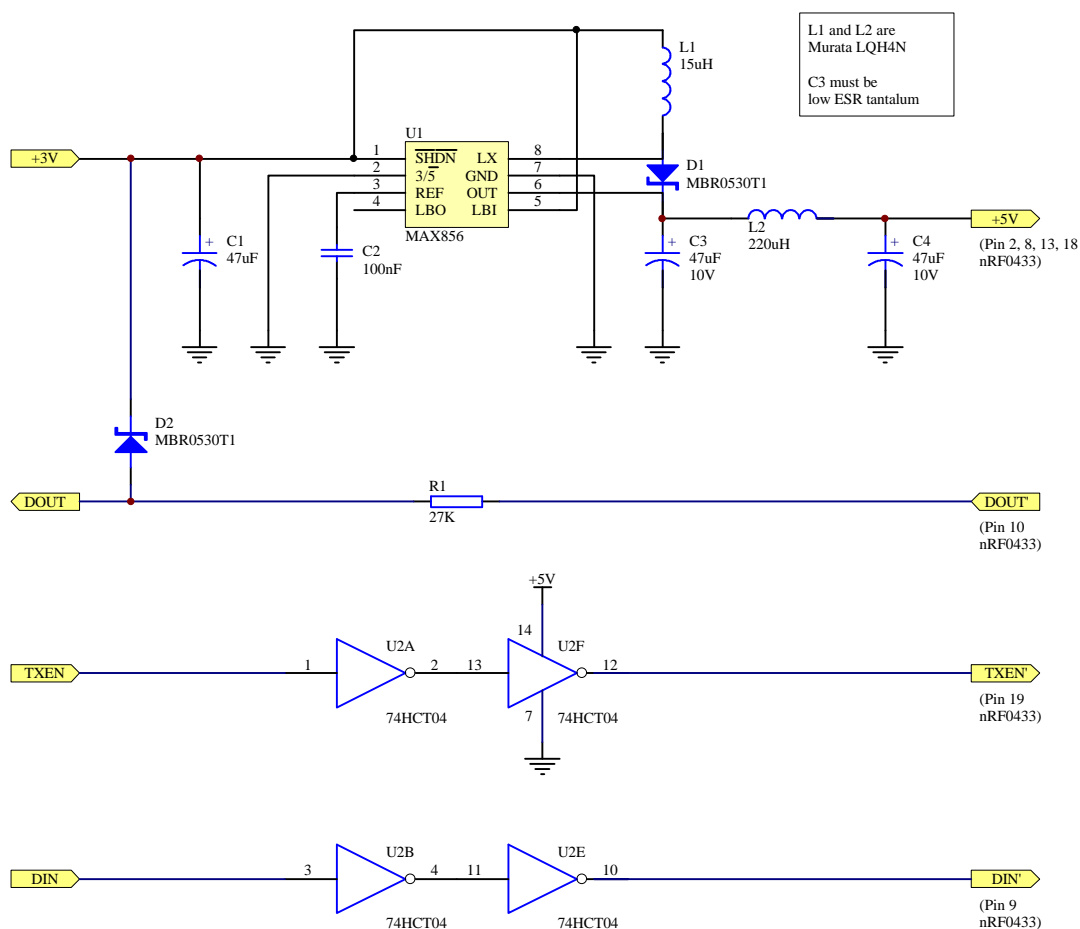 L1 and L2 are
Murata LQH4N
C3 must be
low ESR tantalum
L1
15uH
U1
+3V
1
SHDN
LX
8
2
3/5
GND
7
3
REF
OUT
6
4
LBO
LBI
5
MAX856
D1
MBR0530T1
+
C1
47uF
C2
100nF
+
C3
47uF
10V
L2
220uH
+
C4
47uF
10V
+5V
(Pin 2, 8, 13, 18
nRF0433)
D2
MBR0530T1
DOUT
R1
27K
DOUT'
(Pin 10
nRF0433)
+5V
TXEN
1
U2A
2
74HCT04
13
14
U2F
7
12
74HCT04
TXEN'
(Pin 19
nRF0433)
DIN
3
U2B
4
74HCT04
11
U2E
10
74HCT04
DIN'
(Pin 9
nRF0433)